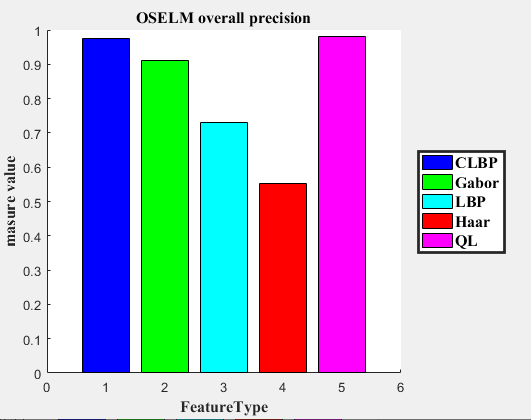 OSELM overall precision
1
0.9
0.8
0.7
0.6
0.5
0.4
0.3
0.2
0.1
0
masure value
0 1 2 3 4 5 6
FeatureType
CLBP
Gabor
LBP
Haar
QL